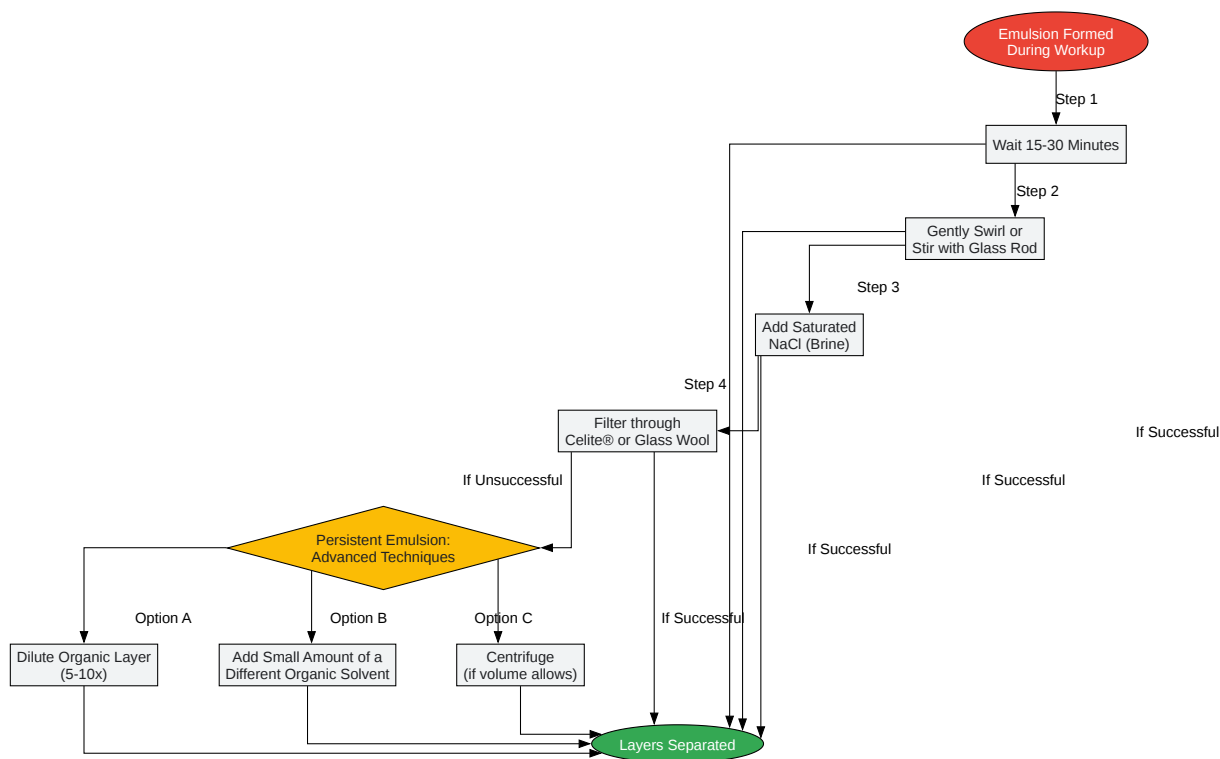 Emulsion Formed
During Workup
Step 1
Wait 15-30 Minutes
Step 2
Gently Swirl or
Stir with Glass Rod
Step 3
Add Saturated
NaCl (Brine)
Step 4
Filter through
Celite® or Glass Wool
If Successful
If Unsuccessful
If Successful
Persistent Emulsion:
Advanced Techniques
If Successful
Option A
Option B
Option C
If Successful
Dilute Organic Layer
(5-10x)
Add Small Amount of a
Different Organic Solvent
Centrifuge
(if volume allows)
Layers Separated